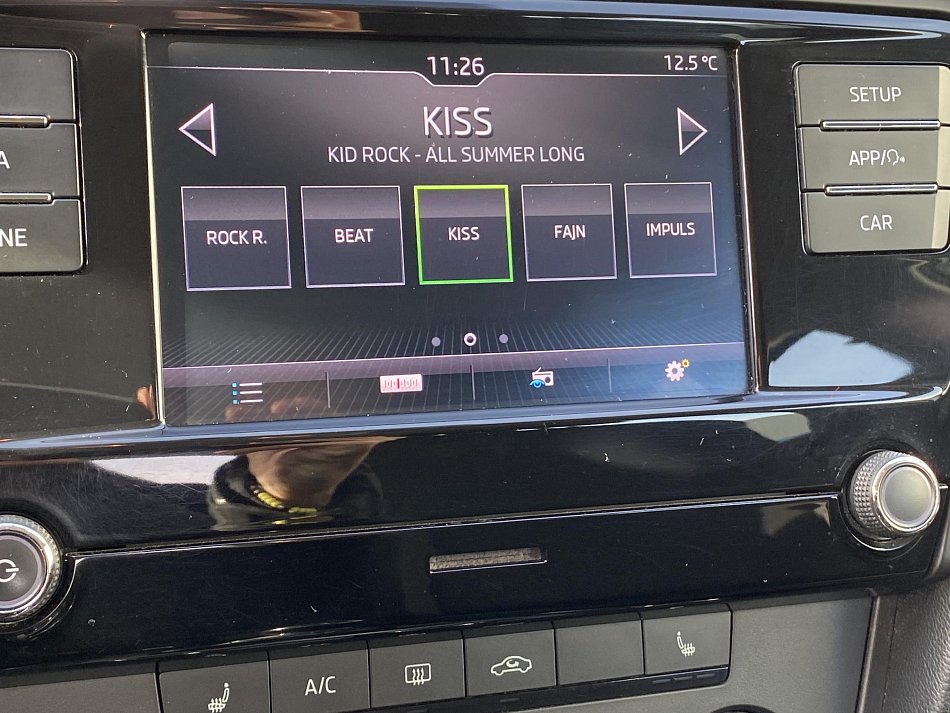 11:26
12.5 °C
KISS
KID ROCK - ALL SUMMER LONG
ROCK R.
BEAT
KISS
FAJN
IMPULS
SETUP
APP/
CAR
A
NE
A/C